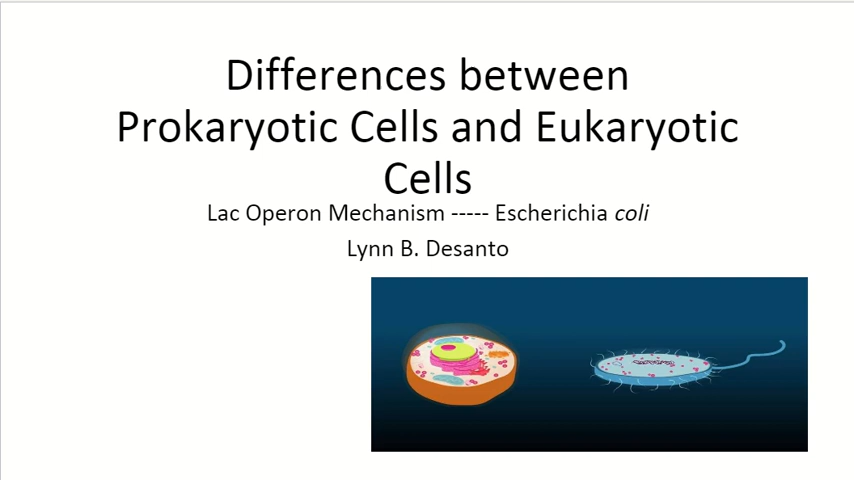 Differences between
Prokaryotic Cells and Eukaryotic
Cells
Lac Operon Mechanism ----- Escherichia coli
Lynn B. Desanto